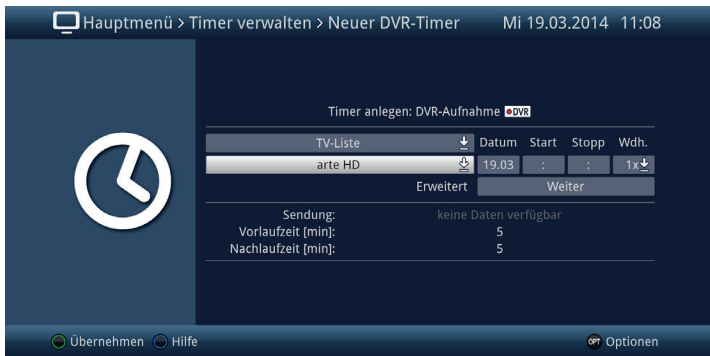 Hauptmenü > Timer verwalten > Neuer DVR-Timer Mi 19.03.2014 11:08
Timer anlegen: DVR-Aufnahme DVR
TV-Liste Datum Start Stopp Wdh.
arte HD 19.03 : : 1x
Erweitert Weiter
Sendung: keine Daten verfügbar
Vorlaufzeit [min]: 5
Nachlaufzeit [min]: 5
Übernehmen Hilfe OPT Optionen